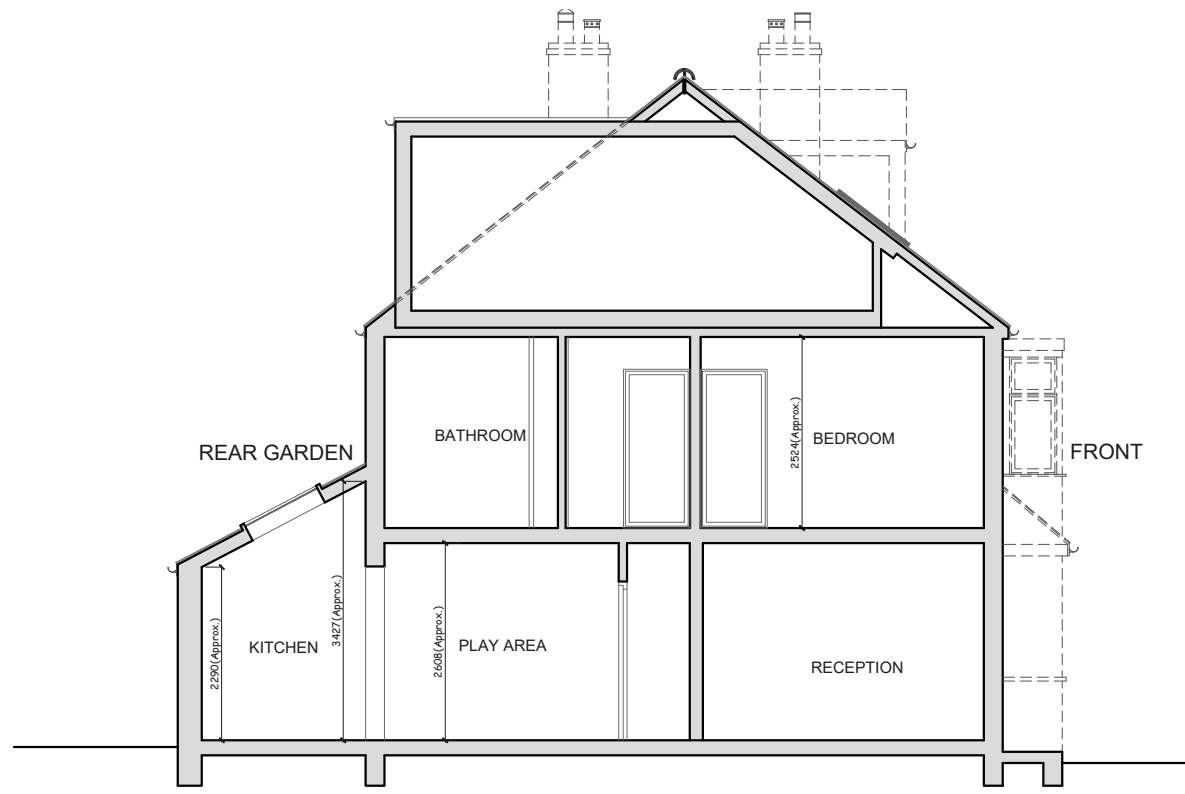 BATHROOM
BEDROOM
2524(Approx.)
REAR GARDEN
FRONT
KITCHEN
PLAY AREA
RECEPTION
2290(Approx.)
3427(Approx.)
2608(Approx.)